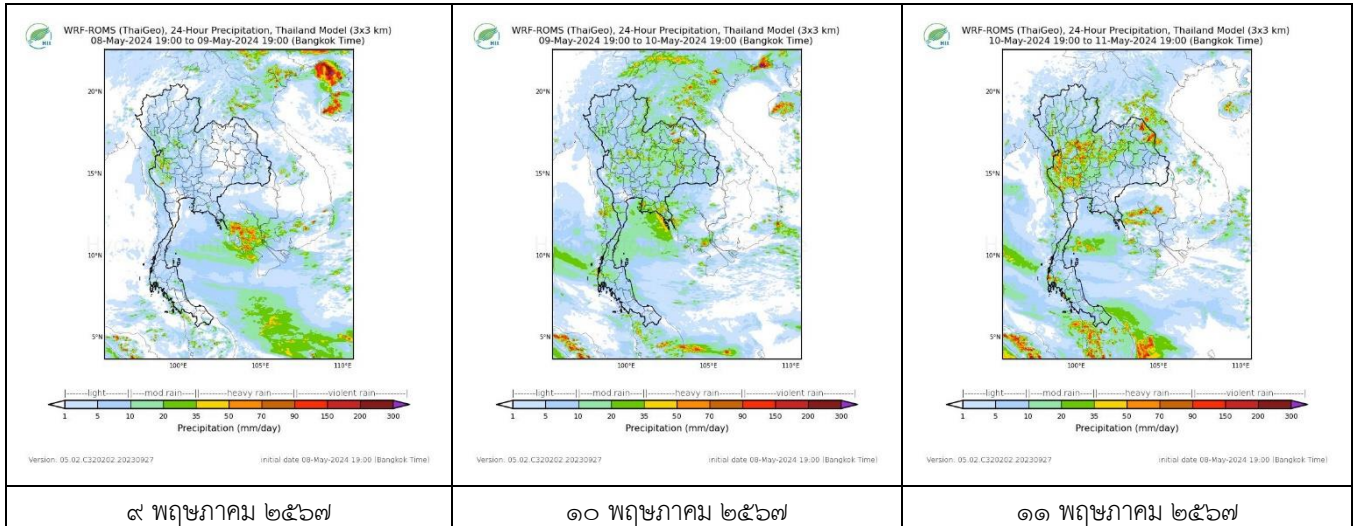 WRF-ROMS (ThaiGeo), 24-Hour Precipitation, Thailand Model (3x3 km)
08-May-2024 19:00 to 09-May-2024 19:00 (Bangkok Time)
20°N
15°N
10°N
5°N
100°E 105°E 110°E
light mod rain heavy rain violent rain
1 5 10 20 35 50 70 90 150 200 300
Precipitation (mm/day)
Version: 05.02.C320202.20230927 initial date 08-May-2024 19:00 (Bangkok Time)
๙ พฤษภาคม ๒๕๖๗
WRF-ROMS (ThaiGeo), 24-Hour Precipitation, Thailand Model (3x3 km)
09-May-2024 19:00 to 10-May-2024 19:00 (Bangkok Time)
20°N
15°N
10°N
5°N
100°E 105°E 110°E
light mod rain heavy rain violent rain
1 5 10 20 35 50 70 90 150 200 300
Precipitation (mm/day)
Version: 05.02.C320202.20230927 initial date 08-May-2024 19:00 (Bangkok Time)
๑๐ พฤษภาคม ๒๕๖๗
WRF-ROMS (ThaiGeo), 24-Hour Precipitation, Thailand Model (3x3 km)
10-May-2024 19:00 to 11-May-2024 19:00 (Bangkok Time)
20°N
15°N
10°N
5°N
100°E 105°E 110°E
light mod rain heavy rain violent rain
1 5 10 20 35 50 70 90 150 200 300
Precipitation (mm/day)
Version: 05.02.C320202.20230927 initial date 08-May-2024 19:00 (Bangkok Time)
๑๑ พฤษภาคม ๒๕๖๗